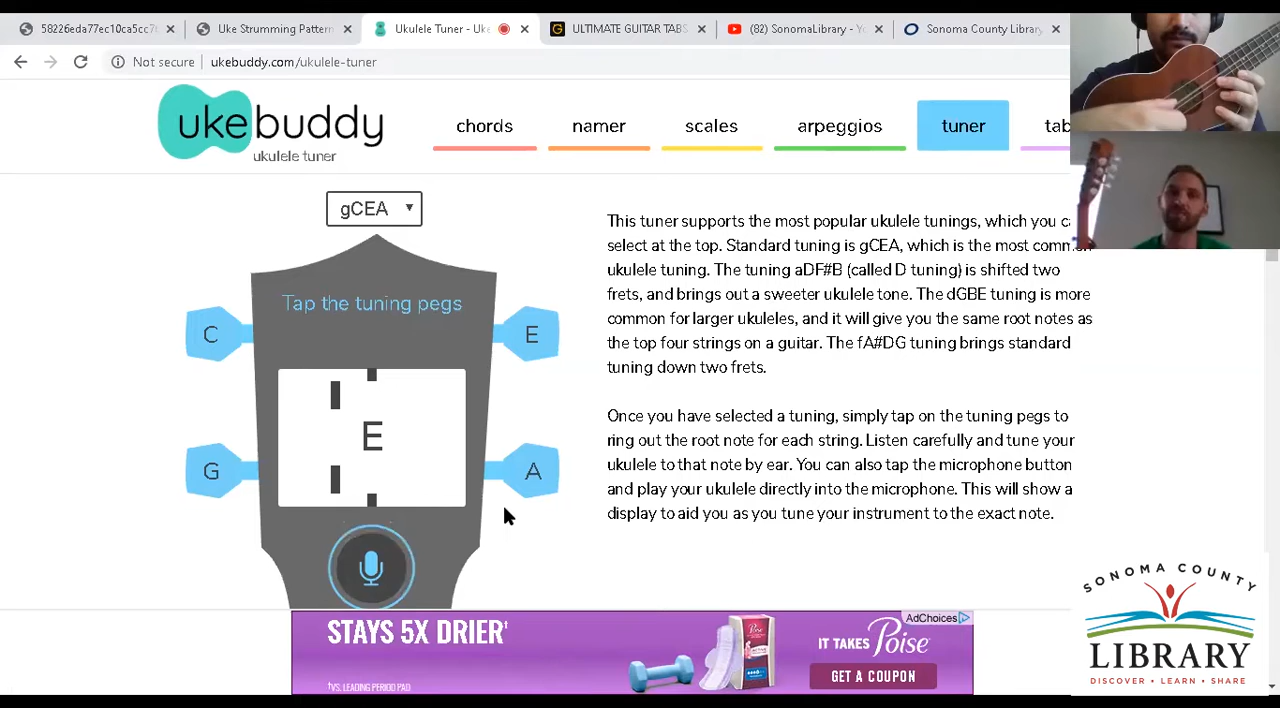 58226eda77ec10ca5cc7
Uke Strumming Pattern
Ukulele Tuner - Uke
ULTIMATE GUITAR TABS
(82) SonomaLibrary - Yo
Sonoma County Library
Not secure | ukebuddy.com/ukulele-tuner
ukebuddy
ukulele tuner
chords
namer
scales
arpeggios
tuner
tab
gCEA
Tap the tuning pegs
C
E
E
G
A
This tuner supports the most popular ukulele tunings, which you ca
select at the top. Standard tuning is gCEA, which is the most common
ukulele tuning. The tuning aDF#B (called D tuning) is shifted two
frets, and brings out a sweeter ukulele tone. The dGBE tuning is more
common for larger ukuleles, and it will give you the same root notes as
the top four strings on a guitar. The fA#DG tuning brings standard
tuning down two frets.
Once you have selected a tuning, simply tap on the tuning pegs to
ring out the root note for each string. Listen carefully and tune your
ukulele to that note by ear. You can also tap the microphone button
and play your ukulele directly into the microphone. This will show a
display to aid you as you tune your instrument to the exact note.
STAYS 5X DRIER†
†VS. LEADING PERIOD PAD
IT TAKES Poise
GET A COUPON
AdChoices
SONOMA COUNTY
LIBRARY
DISCOVER • LEARN • SHARE